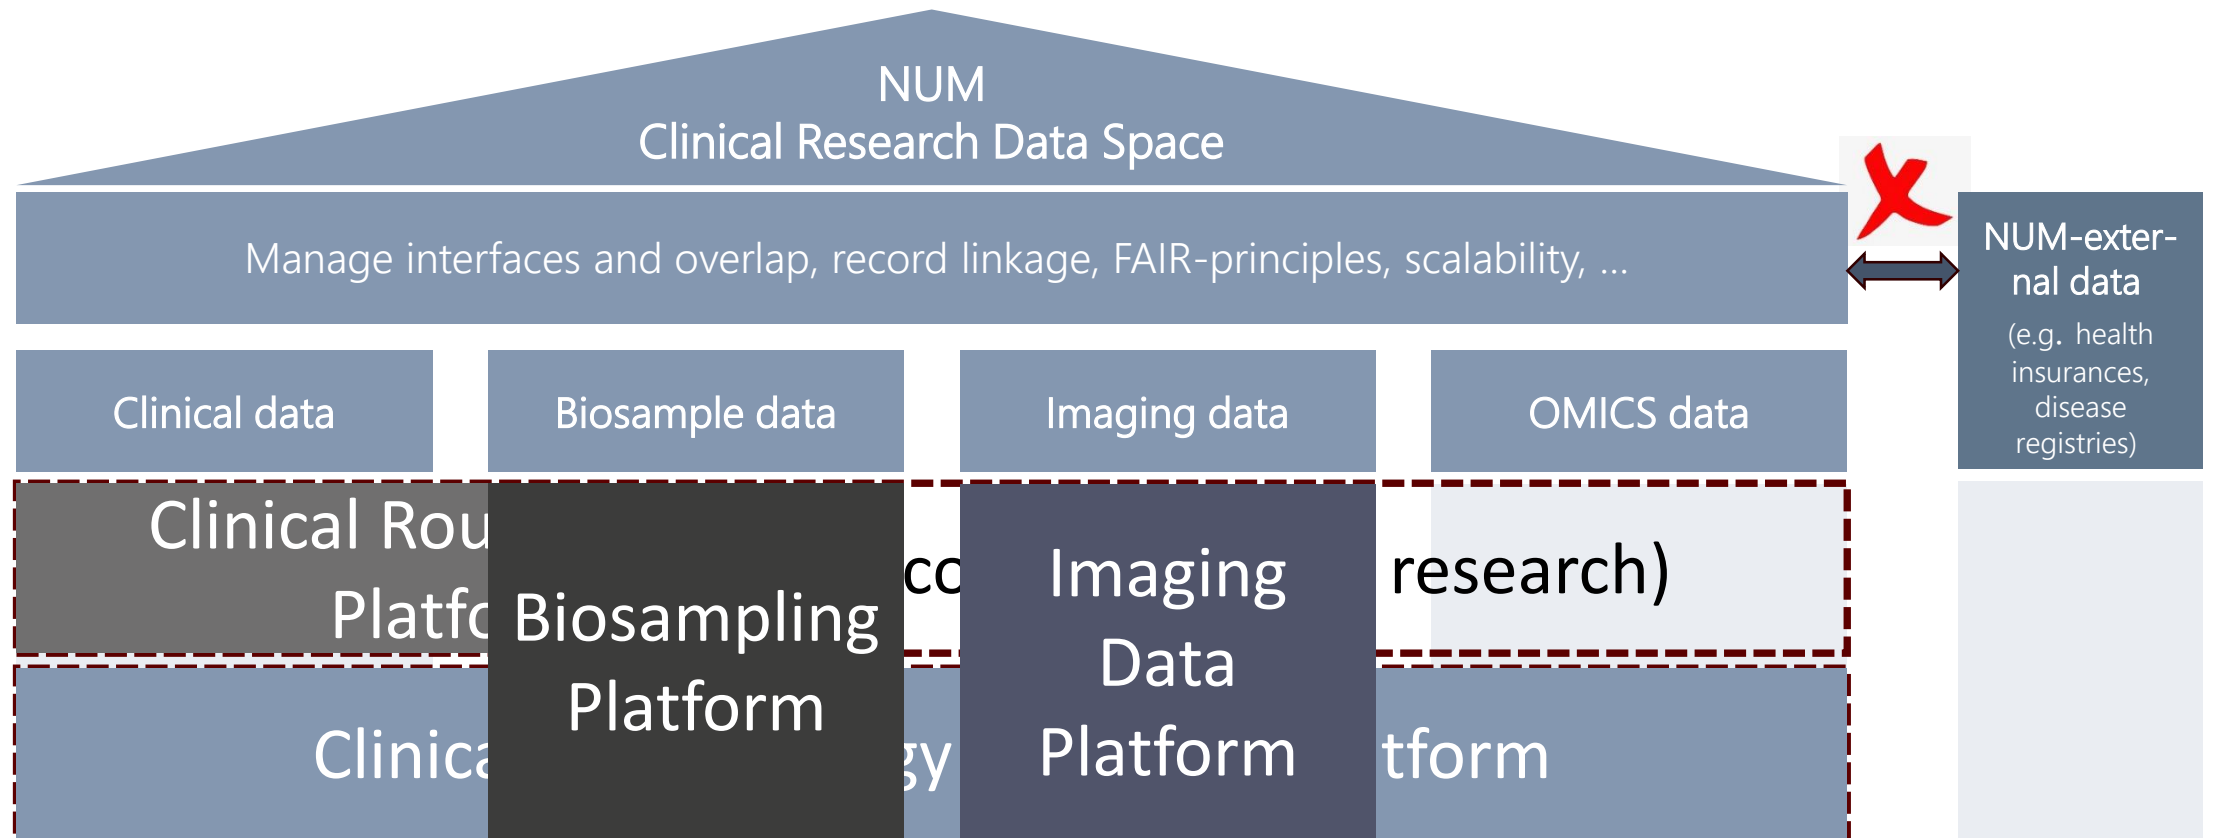 NUM
Clinical Research Data Space
Manage interfaces and overlap, record linkage, FAIR-principles, scalability, ...
NUM-exter-
nal data
(e.g. health
insurances,
disease
registries)
Clinical data
Biosample data
Imaging data
OMICS data
Clinical Rou
Platfo
Biosampling
Platform
co
Imaging
Data
Platform
research)
Clinica
gy
tform